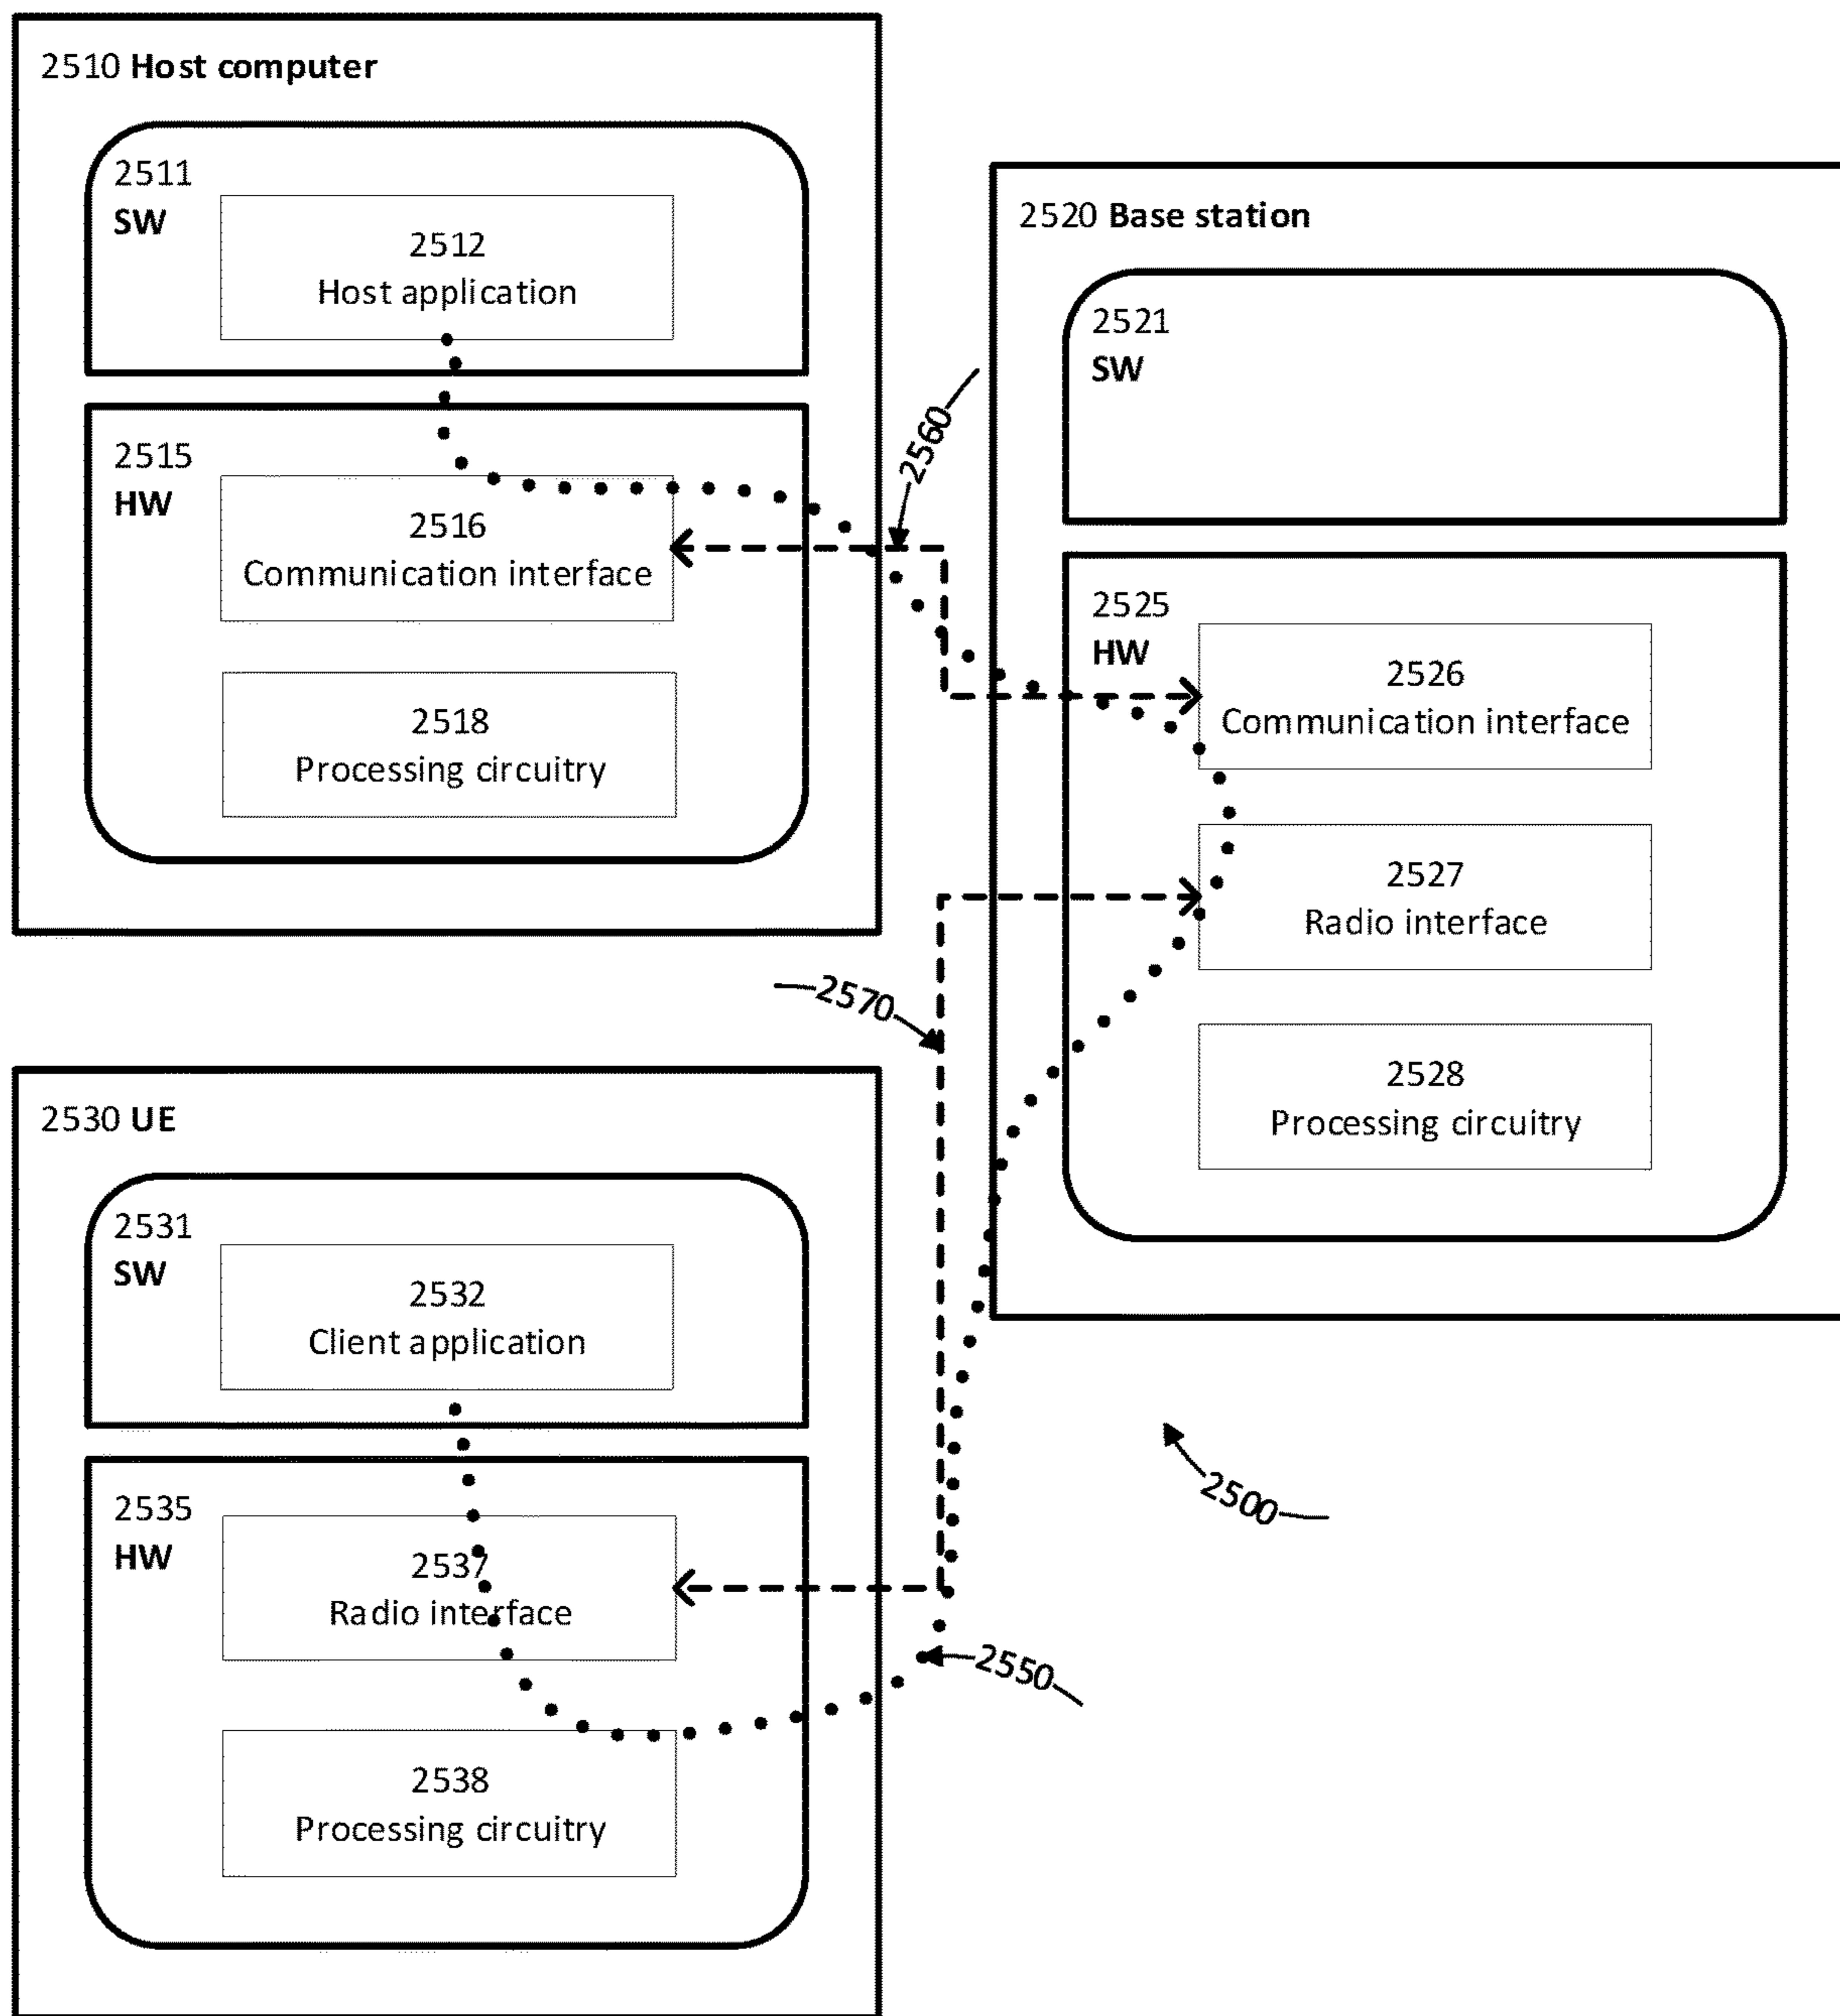 2510 Host computer
2511
SW
2512
Host application
2515
HW
2516
Communication interface
2518
Processing circuitry
2560
2520 Base station
2521
SW
2525
HW
2526
Communication interface
2527
Radio interface
2528
Processing circuitry
2570
2530 UE
2531
SW
2532
Client application
2535
HW
2537
Radio interface
2538
Processing circuitry
2500
2550